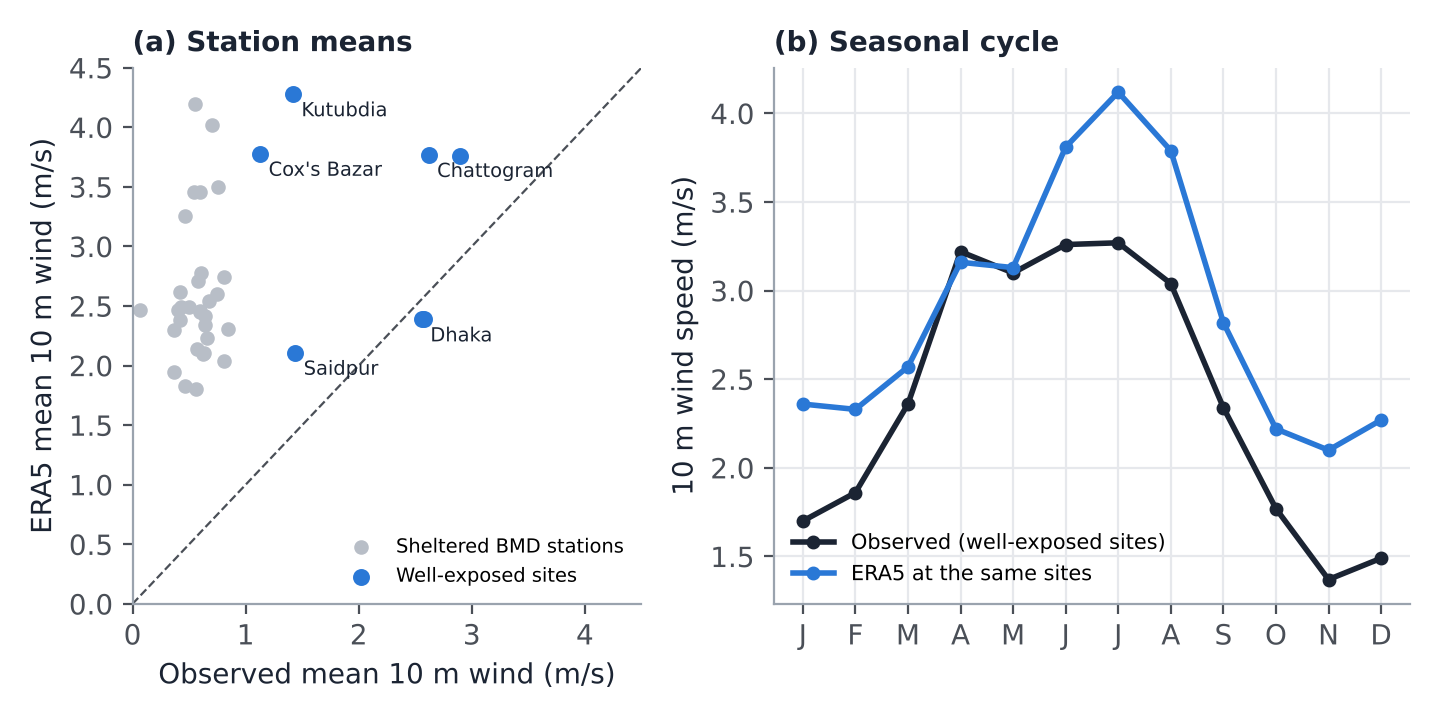 (a) Station means
ERA5 mean 10 m wind (m/s)
4.5
4.0
3.5
3.0
2.5
2.0
1.5
1.0
0.5
0.0
Kutubdia
Cox's Bazar
Chattogram
Dhaka
Saidpur
Sheltered BMD stations
Well-exposed sites
0 1 2 3 4
Observed mean 10 m wind (m/s)
(b) Seasonal cycle
10 m wind speed (m/s)
4.0
3.5
3.0
2.5
2.0
1.5
Observed (well-exposed sites)
ERA5 at the same sites
J F M A M J J A S O N D